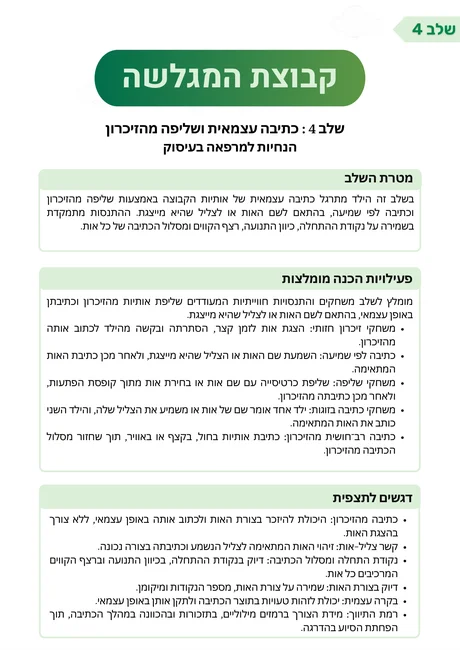 שלב 4
קבוצת המגלשה
שלב 4 : כתיבה עצמאית ושליפה מהזיכרון
הנחיות למרפאה בעיסוק
מטרת השלב
בשלב זה הילד מתרגל כתיבה עצמאית של אותיות הקבוצה באמצעות שליפה מהזיכרון
וכתיבה לפי שמיעה, בהתאם לשם האות או לצליל שהיא מייצגת. ההתנסות מתמקדת
בשמירה על נקודת ההתחלה, כיוון התנועה, רצף הקווים ומסלול הכתיבה של כל אות.
פעילויות הכנה מומלצות
מומלץ לשלב משחקים והתנסויות חווייתיות המעודדים שליפת אותיות מהזיכרון וכתיבתן
באופן עצמאי, בהתאם לשם האות או לצליל שהיא מייצגת.
• משחקי זיכרון חזותי: הצגת אות לזמן קצר, הסתרתה ובקשה מהילד לכתוב אותה
מהזיכרון.
• כתיבה לפי שמיעה: השמעת שם האות או הצליל שהיא מייצגת, ולאחר מכן כתיבת האות
המתאימה.
• משחקי שליפה: שליפת כרטיסייה עם שם אות או בחירת אות מתוך קופסת הפתעות,
ולאחר מכן כתיבתה מהזיכרון.
• משחקי כתיבה בזוגות: ילד אחד אומר שם של אות או משמיע את הצליל שלה, והילד השני
כותב את האות המתאימה.
• כתיבה רב־חושית מהזיכרון: כתיבת אותיות בחול, בקצף או באוויר, תוך שחזור מסלול
הכתיבה מהזיכרון.
דגשים לתצפית
• כתיבה מהזיכרון: היכולת להיזכר בצורת האות ולכתוב אותה באופן עצמאי, ללא צורך
בהצגת האות.
• קשר צליל-אות: זיהוי האות המתאימה לצליל הנשמע וכתיבתה בצורה נכונה.
• נקודת התחלה ומסלול הכתיבה: דיוק בנקודת ההתחלה, בכיוון התנועה וברצף הקווים
המרכיבים כל אות.
• דיוק בצורת האות: שמירה על צורת האות, מספר הנקודות ומיקומן.
• בקרה עצמית: יכולת לזהות טעויות בתוצר הכתיבה ולתקן אותן באופן עצמאי.
• רמת התיווך: מידת הצורך ברמזים מילוליים, בתזכורות ובהכוונה במהלך הכתיבה, תוך
הפחתת הסיוע בהדרגה.